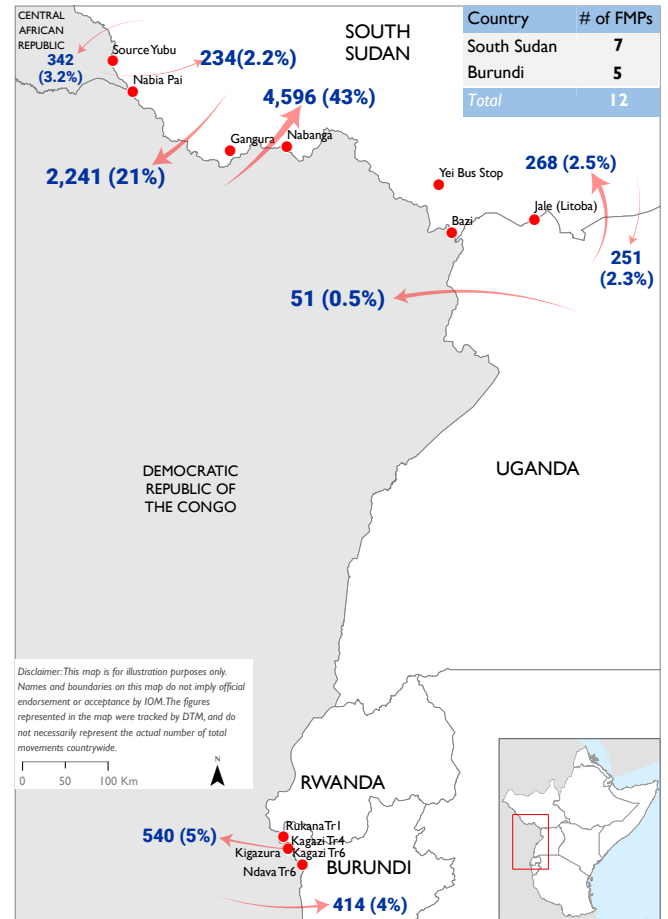 CENTRAL
AFRICAN
REPUBLIC
342
(3.2%)
Source Yubu
Nabia Pai
234(2.2%)
SOUTH
SUDAN
4,596 (43%)
Gangura
Nabanga
2,241 (21%)
Country # of FMPs
South Sudan 7
Burundi 5
Total 12
Yei Bus Stop
268 (2.5%)
Jale (Litoba)
Bazi
251
(2.3%)
51 (0.5%)
DEMOCRATIC
REPUBLIC OF
THE CONGO
UGANDA
Disclaimer: This map is for illustration purposes only.
Names and boundaries on this map do not imply official
endorsement or acceptance by IOM. The figures
represented in the map were tracked by DTM, and do
not necessarily represent the actual number of total
movements countrywide.
0 50 100 Km
N
RWANDA
Rukana Tr1
540 (5%)
Kagazi Tr4
Kigazura
Kagazi Tr6
Ndava Tr6
BURUNDI
414 (4%)